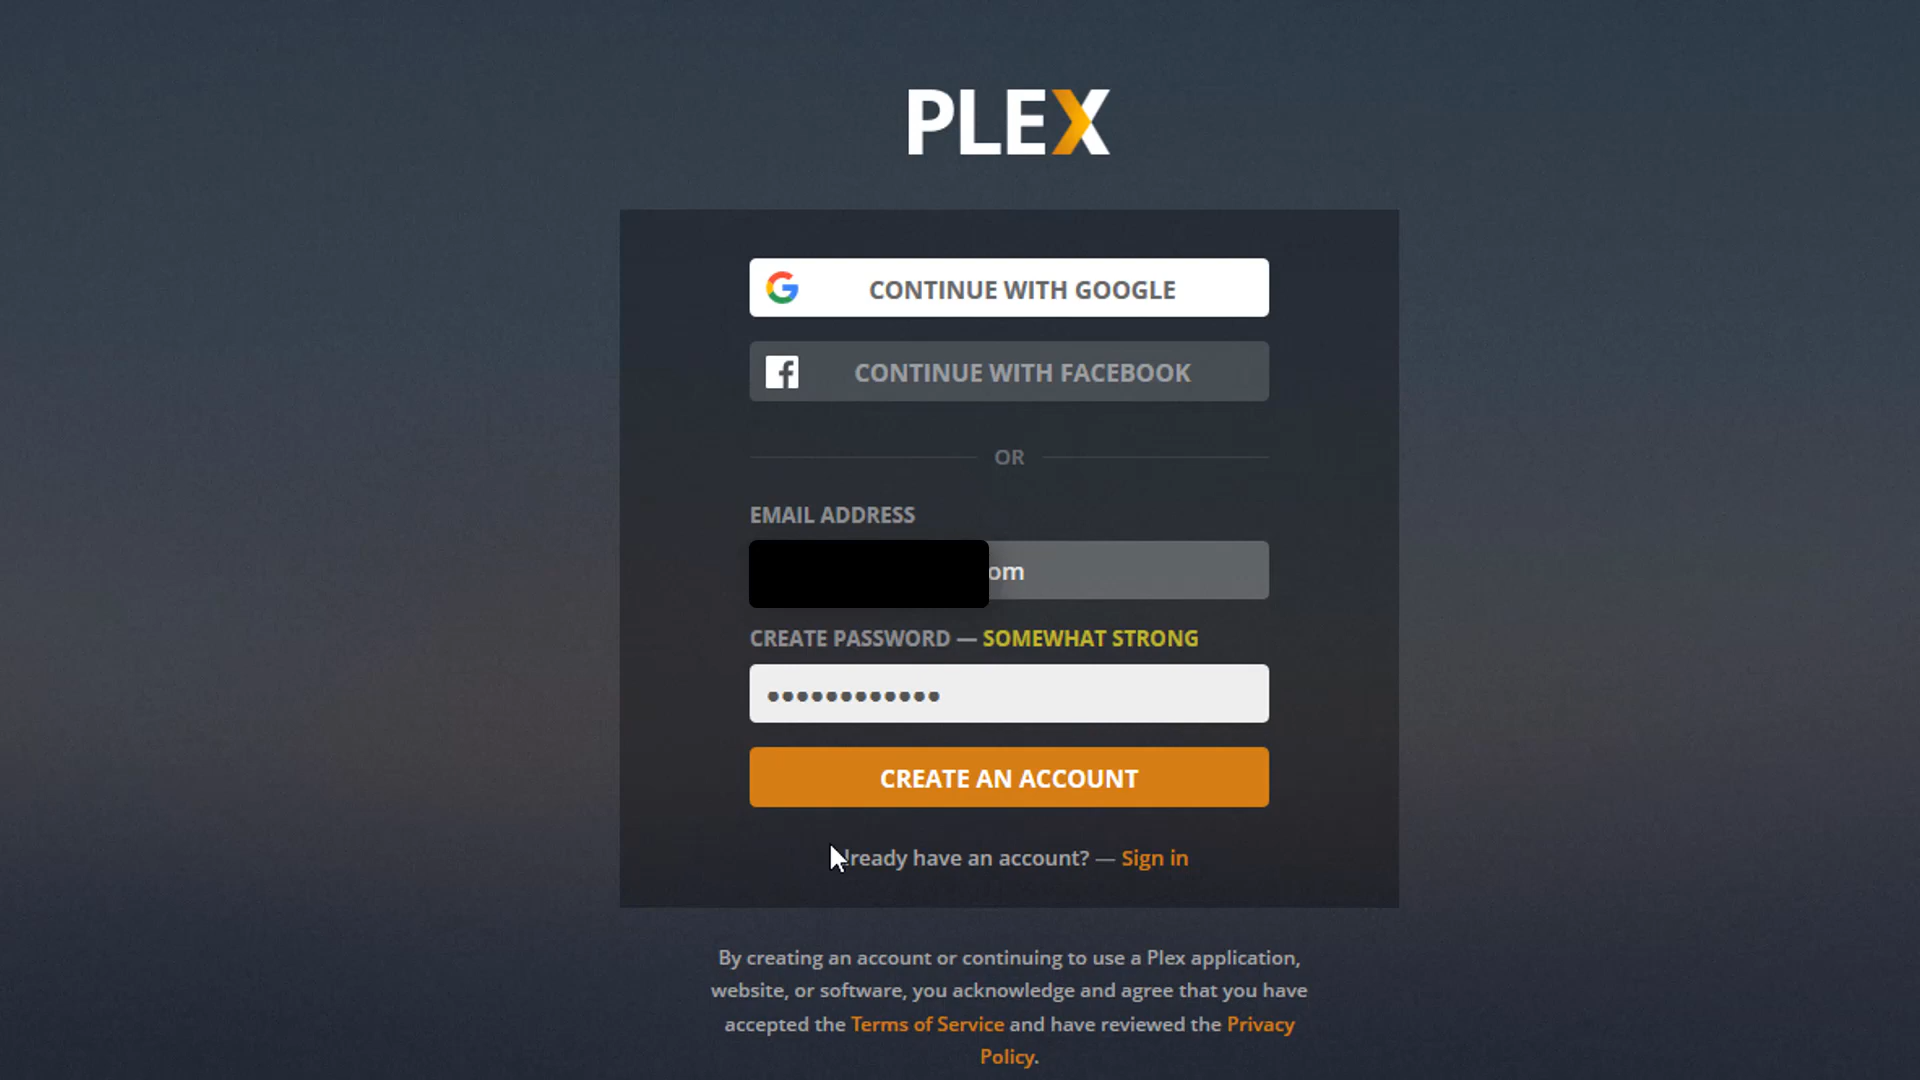 PLEX
CONTINUE WITH GOOGLE
CONTINUE WITH FACEBOOK
OR
EMAIL ADDRESS
om
CREATE PASSWORD — SOMEWHAT STRONG
••••••••••••
CREATE AN ACCOUNT
lready have an account? — Sign in
By creating an account or continuing to use a Plex application,
website, or software, you acknowledge and agree that you have
accepted the Terms of Service and have reviewed the Privacy
Policy.